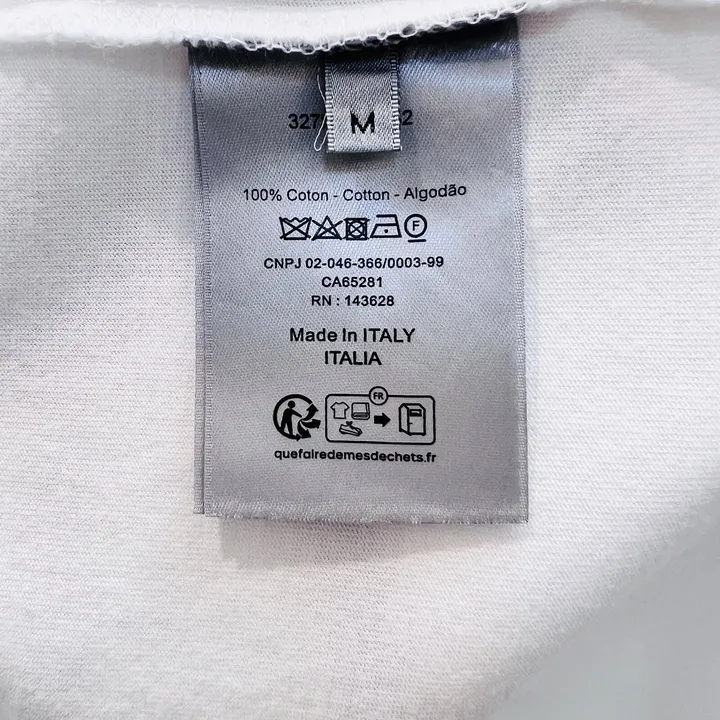 M
327 2
100% Coton - Cotton - Algodão
F
CNPJ 02-046-366/0003-99
CA65281
RN : 143628
Made In ITALY
ITALIA
FR
quefairedemesdechets.fr